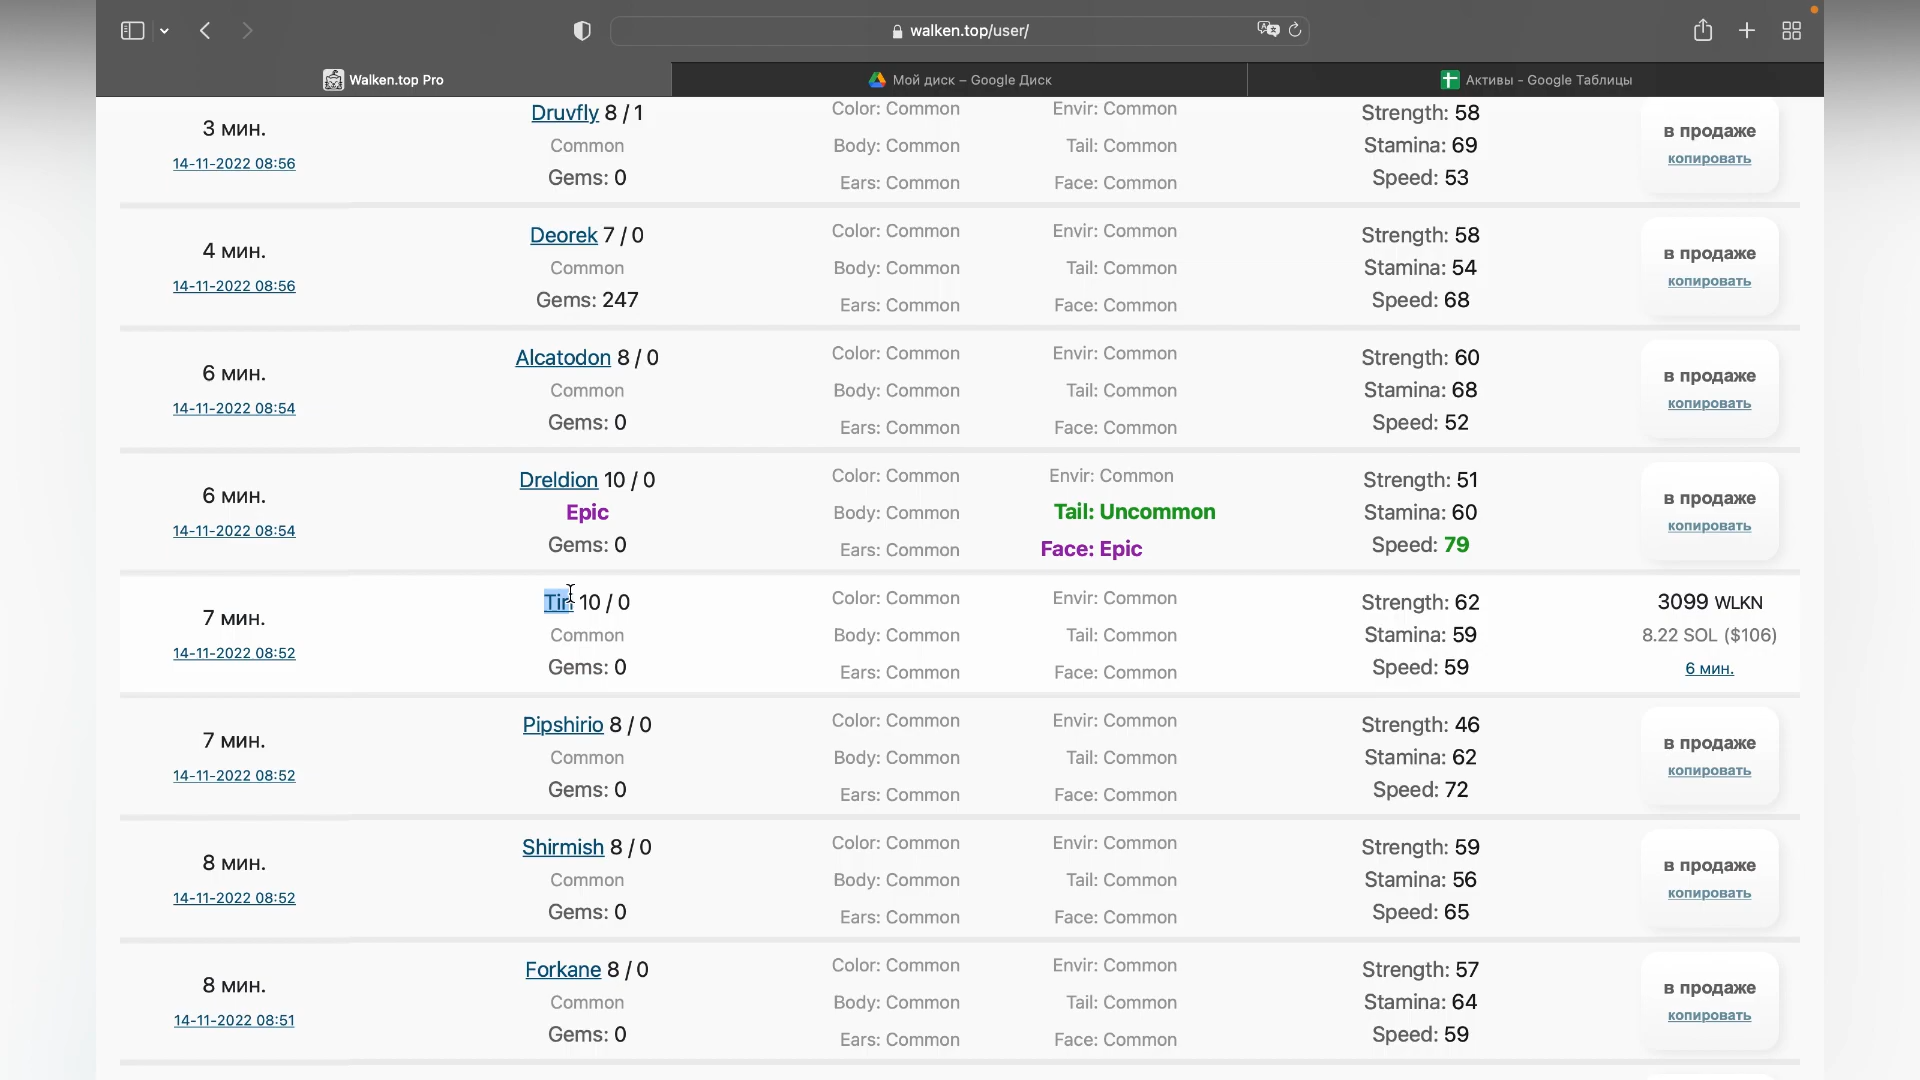 walken.top/user/
Walken.top Pro
Мой диск – Google Диск
Активы - Google Таблицы
3 мин.
14-11-2022 08:56
Druvfly 8 / 1
Common
Gems: 0
Color: Common
Body: Common
Ears: Common
Envir: Common
Tail: Common
Face: Common
Strength: 58
Stamina: 69
Speed: 53
в продаже
копировать
4 мин.
14-11-2022 08:56
Deorek 7 / 0
Common
Gems: 247
Color: Common
Body: Common
Ears: Common
Envir: Common
Tail: Common
Face: Common
Strength: 58
Stamina: 54
Speed: 68
в продаже
копировать
6 мин.
14-11-2022 08:54
Alcatodon 8 / 0
Common
Gems: 0
Color: Common
Body: Common
Ears: Common
Envir: Common
Tail: Common
Face: Common
Strength: 60
Stamina: 68
Speed: 52
в продаже
копировать
6 мин.
14-11-2022 08:54
Dreldion 10 / 0
Epic
Gems: 0
Color: Common
Body: Common
Ears: Common
Envir: Common
Tail: Uncommon
Face: Epic
Strength: 51
Stamina: 60
Speed: 79
в продаже
копировать
7 мин.
14-11-2022 08:52
10 / 0
Common
Gems: 0
Color: Common
Body: Common
Ears: Common
Envir: Common
Tail: Common
Face: Common
Strength: 62
Stamina: 59
Speed: 59
3099 WLKN
8.22 SOL ($106)
6 мин.
7 мин.
14-11-2022 08:52
Pipshirio 8 / 0
Common
Gems: 0
Color: Common
Body: Common
Ears: Common
Envir: Common
Tail: Common
Face: Common
Strength: 46
Stamina: 62
Speed: 72
в продаже
копировать
8 мин.
14-11-2022 08:52
Shirmish 8 / 0
Common
Gems: 0
Color: Common
Body: Common
Ears: Common
Envir: Common
Tail: Common
Face: Common
Strength: 59
Stamina: 56
Speed: 65
в продаже
копировать
8 мин.
14-11-2022 08:51
Forkane 8 / 0
Common
Gems: 0
Color: Common
Body: Common
Ears: Common
Envir: Common
Tail: Common
Face: Common
Strength: 57
Stamina: 64
Speed: 59
в продаже
копировать